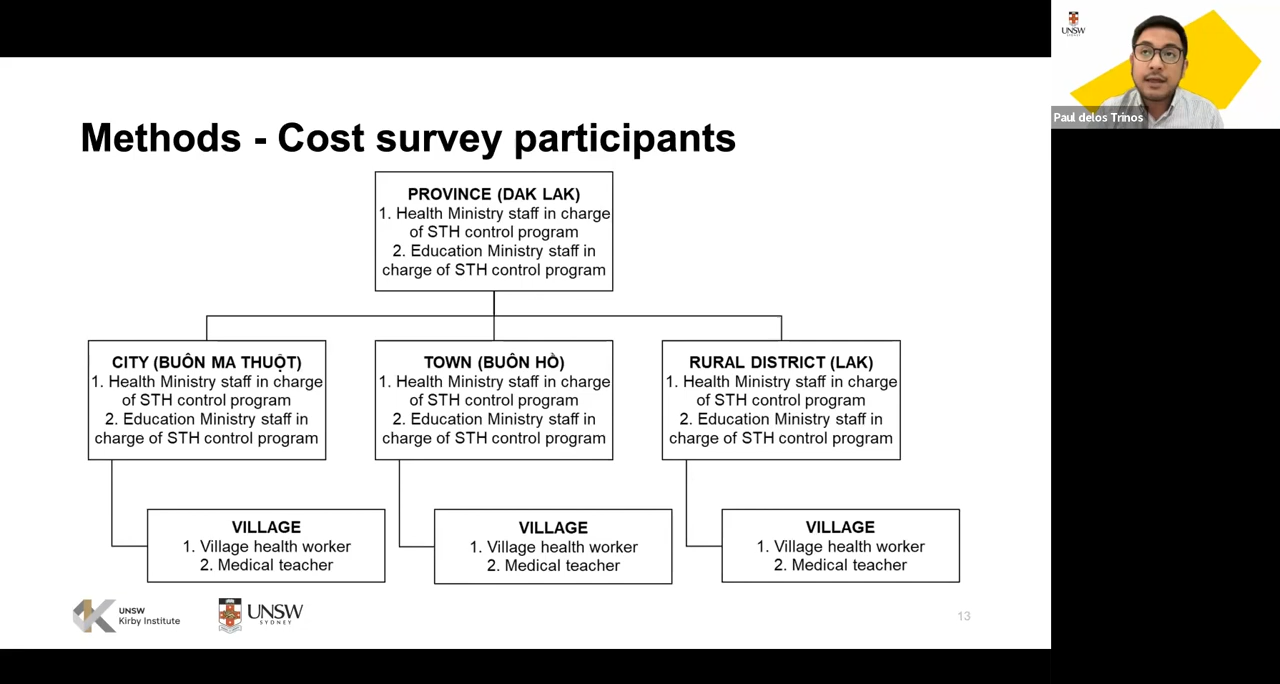 UNSW
SYDNEY
Paul delos Trinos
Methods - Cost survey participants
PROVINCE (DAK LAK)
1. Health Ministry staff in charge
of STH control program
2. Education Ministry staff in
charge of STH control program
CITY (BUÔN MA THUỘT)
1. Health Ministry staff in charge
of STH control program
2. Education Ministry staff in
charge of STH control program
TOWN (BUÔN HỒ)
1. Health Ministry staff in charge
of STH control program
2. Education Ministry staff in
charge of STH control program
RURAL DISTRICT (LAK)
1. Health Ministry staff in charge
of STH control program
2. Education Ministry staff in
charge of STH control program
VILLAGE
1. Village health worker
2. Medical teacher
VILLAGE
1. Village health worker
2. Medical teacher
VILLAGE
1. Village health worker
2. Medical teacher
UNSW
Kirby Institute
UNSW
SYDNEY
13